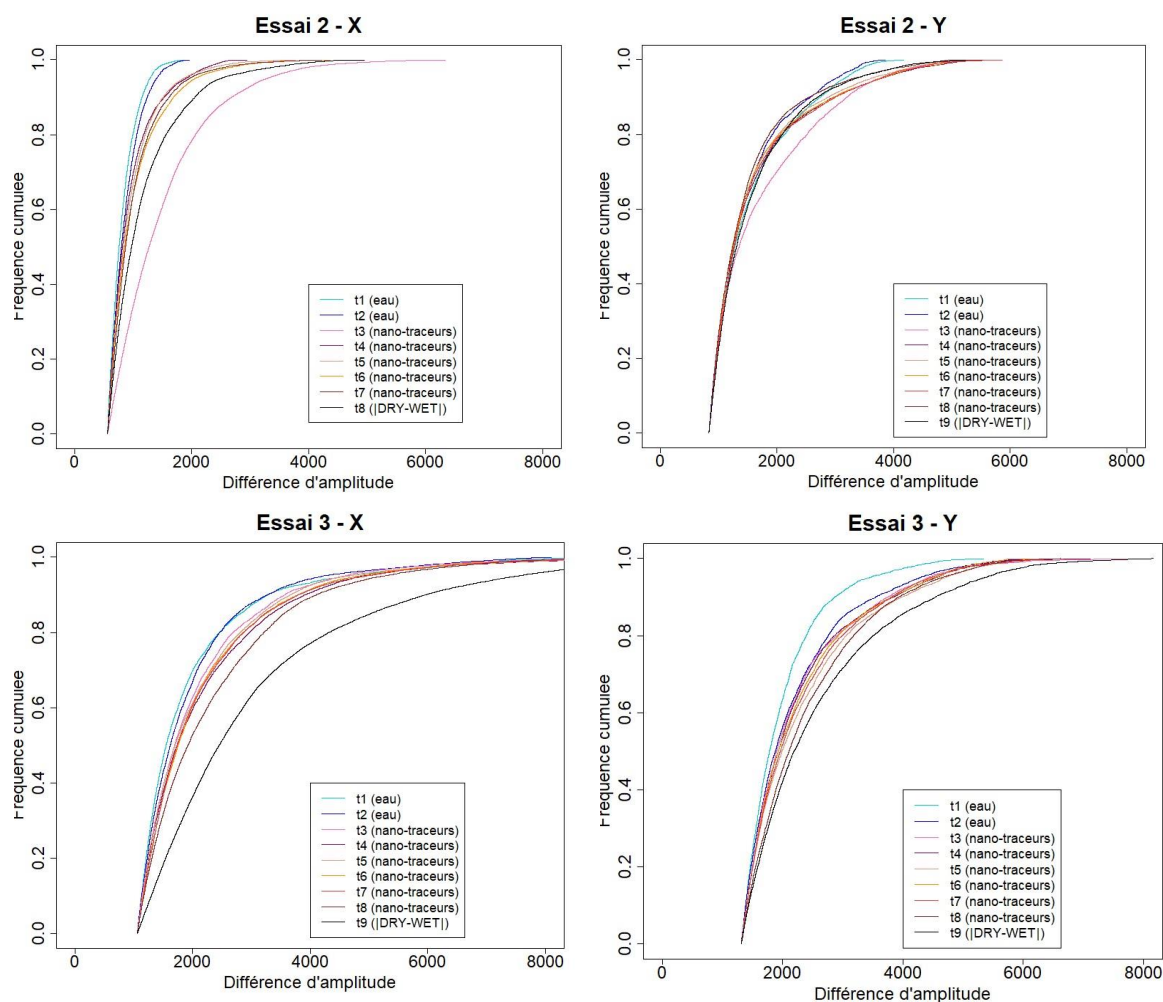 Essai 2 - X
Frequence cumulee
1.0
0.8
0.6
0.4
0.2
0.0
t1 (eau)
t2 (eau)
t3 (nano-traceurs)
t4 (nano-traceurs)
t5 (nano-traceurs)
t6 (nano-traceurs)
t7 (nano-traceurs)
t8 (|DRY-WET|)
0 2000 4000 6000 8000
Différence d'amplitude
Essai 2 - Y
Frequence cumulee
1.0
0.8
0.6
0.4
0.2
0.0
t1 (eau)
t2 (eau)
t3 (nano-traceurs)
t4 (nano-traceurs)
t5 (nano-traceurs)
t6 (nano-traceurs)
t7 (nano-traceurs)
t8 (nano-traceurs)
t9 (|DRY-WET|)
0 2000 4000 6000 8000
Différence d'amplitude
Essai 3 - X
Frequence cumulee
1.0
0.8
0.6
0.4
0.2
0.0
t1 (eau)
t2 (eau)
t3 (nano-traceurs)
t4 (nano-traceurs)
t5 (nano-traceurs)
t6 (nano-traceurs)
t7 (nano-traceurs)
t8 (nano-traceurs)
t9 (|DRY-WET|)
0 2000 4000 6000 8000
Différence d'amplitude
Essai 3 - Y
Frequence cumulee
1.0
0.8
0.6
0.4
0.2
0.0
t1 (eau)
t2 (eau)
t3 (nano-traceurs)
t4 (nano-traceurs)
t5 (nano-traceurs)
t6 (nano-traceurs)
t7 (nano-traceurs)
t8 (nano-traceurs)
t9 (|DRY-WET|)
0 2000 4000 6000 8000
Différence d'amplitude